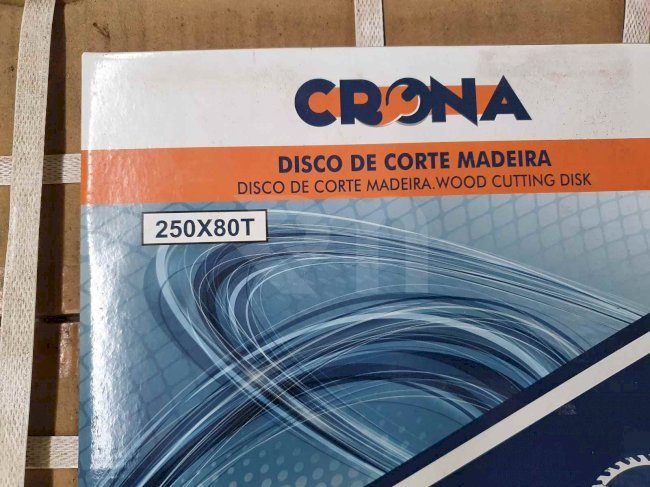 CRONA
DISCO DE CORTE MADEIRA
DISCO DE CORTE MADEIRA.WOOD CUTTING DISK
250X80T